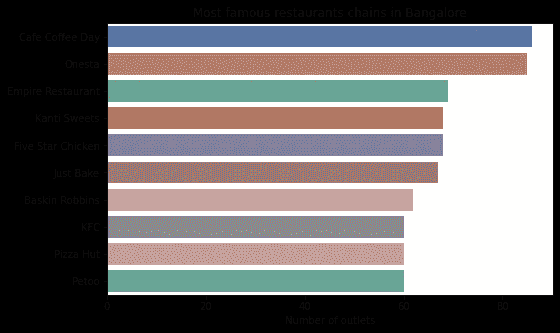 Most famous restaurants chains in Bangalore
Cafe Coffee Day
Onesta
Empire Restaurant
Kanti Sweets
Five Star Chicken
Just Bake
Baskin Robbins
KFC
Pizza Hut
Petoo
0 20 40 60 80
Number of outlets